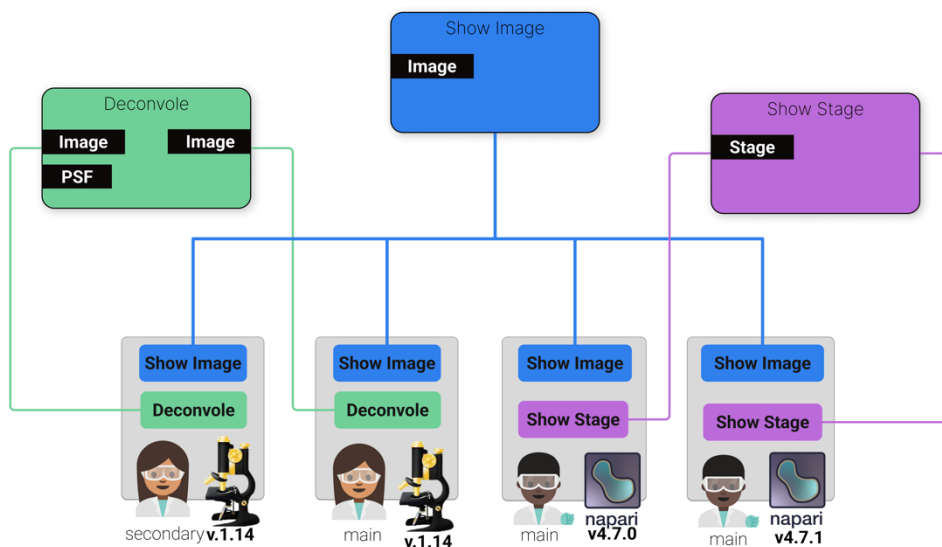 Show Image
Image
Deconvole
Image
Image
PSF
Show Stage
Stage
Show Image
Show Image
Show Image
Show Image
Deconvole
Deconvole
Show Stage
Show Stage
secondary v.1.14
main v.1.14
napari
main v4.7.0
napari
main v4.7.1